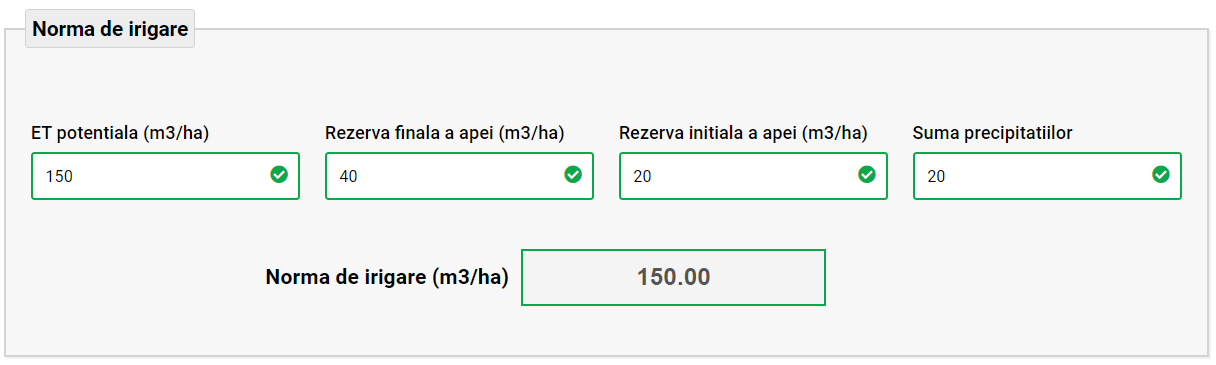 Norma de irigare
ET potentiala (m3/ha) Rezerva finala a apei (m3/ha) Rezerva initiala a apei (m3/ha) Suma precipitatiilor
150 40 20 20
Norma de irigare (m3/ha) 150.00